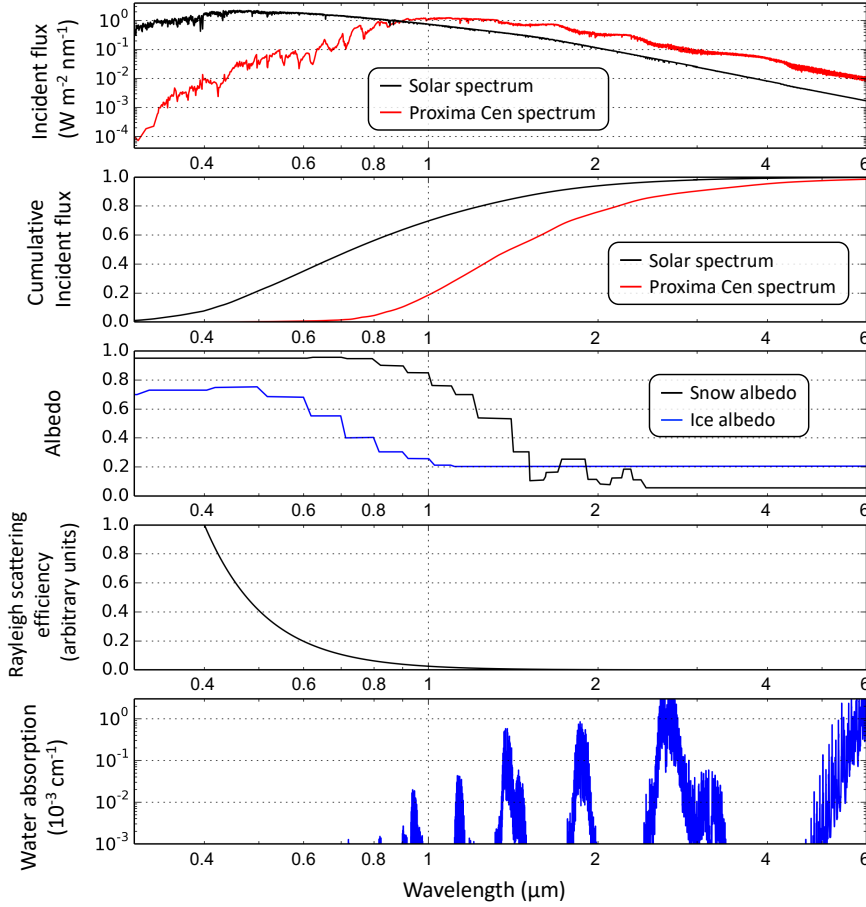 Incident flux
(W m⁻² nm⁻¹)
10⁰
10⁻¹
10⁻²
10⁻³
10⁻⁴
Solar spectrum
Proxima Cen spectrum
0.4 0.6 0.8 1 2 4 6
Cumulative
Incident flux
1.0
0.8
0.6
0.4
0.2
0.0
Solar spectrum
Proxima Cen spectrum
0.4 0.6 0.8 1 2 4 6
Albedo
1.0
0.8
0.6
0.4
0.2
0.0
Snow albedo
Ice albedo
0.4 0.6 0.8 1 2 4 6
Rayleigh scattering
efficiency
(arbitrary units)
1.0
0.8
0.6
0.4
0.2
0.0
0.4 0.6 0.8 1 2 4 6
Water absorption
(10⁻³ cm⁻¹)
10⁰
10⁻¹
10⁻²
10⁻³
0.4 0.6 0.8 1 2 4 6
Wavelength (μm)